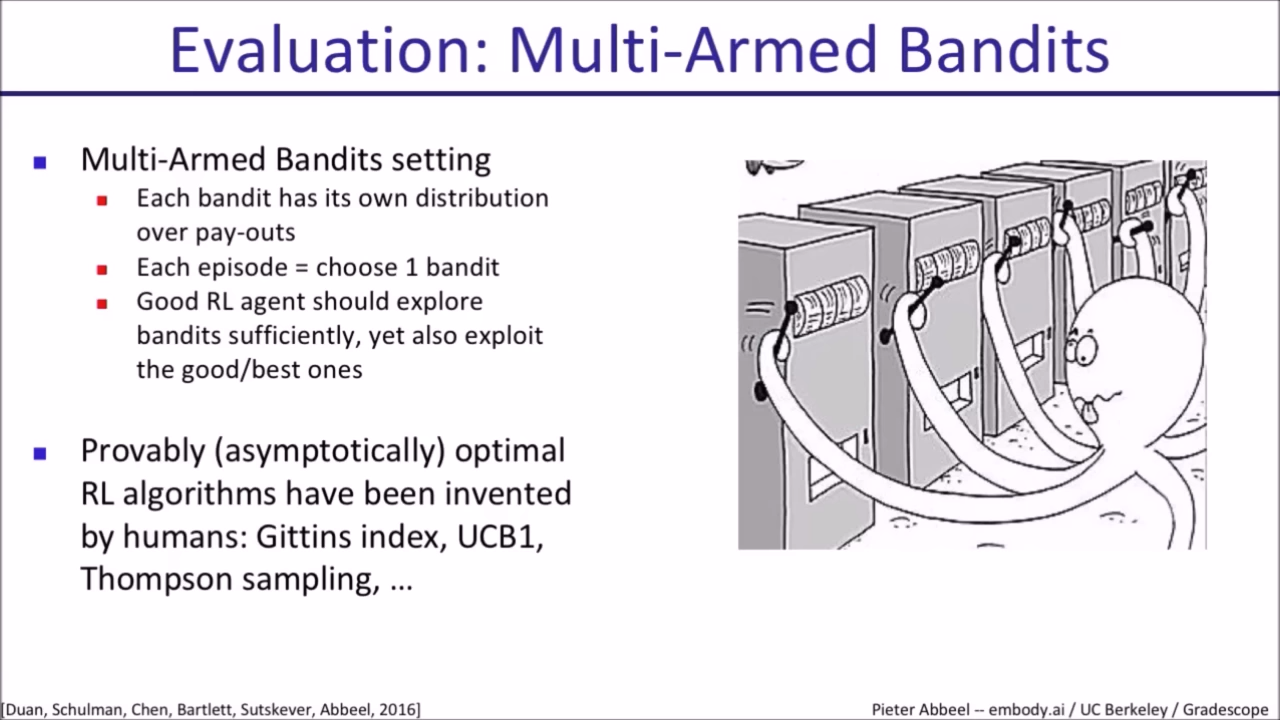 Evaluation: Multi-Armed Bandits
Multi-Armed Bandits setting
Each bandit has its own distribution
over pay-outs
Each episode = choose 1 bandit
Good RL agent should explore
bandits sufficiently, yet also exploit
the good/best ones
Provably (asymptotically) optimal
RL algorithms have been invented
by humans: Gittins index, UCB1,
Thompson sampling, ...
[Duan, Schulman, Chen, Bartlett, Sutskever, Abbeel, 2016]
Pieter Abbeel -- embody.ai / UC Berkeley / Gradescope